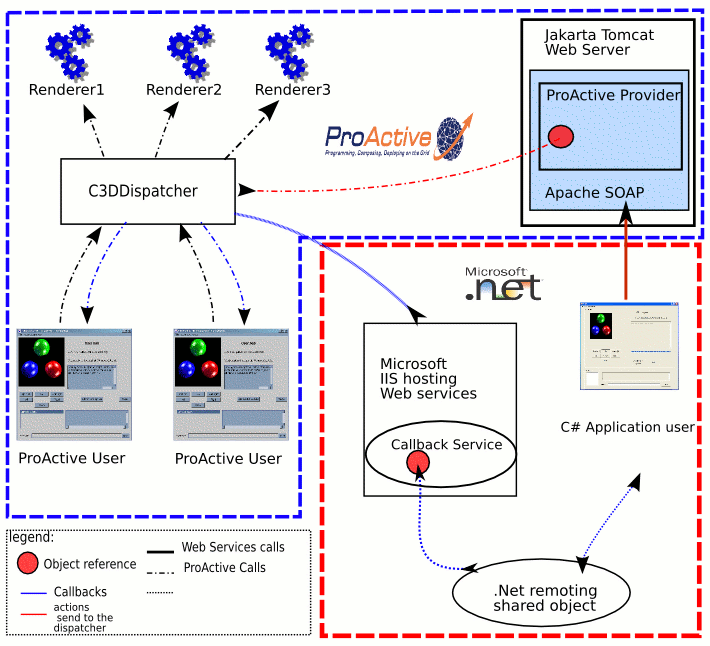 Renderer1
Renderer2
Renderer3
Jakarta Tomcat
Web Server
ProActive Provider
Apache SOAP
ProActive
Programming, Composing, Deploying on the Grid
C3DDispatcher
Microsoft
.net
Microsoft
IIS hosting
Web services
Callback Service
C# Application user
ProActive User
ProActive User
.Net remoting
shared object
legend:
Object reference
Web Services calls
ProActive Calls
Callbacks
actions
send to the
dispatcher